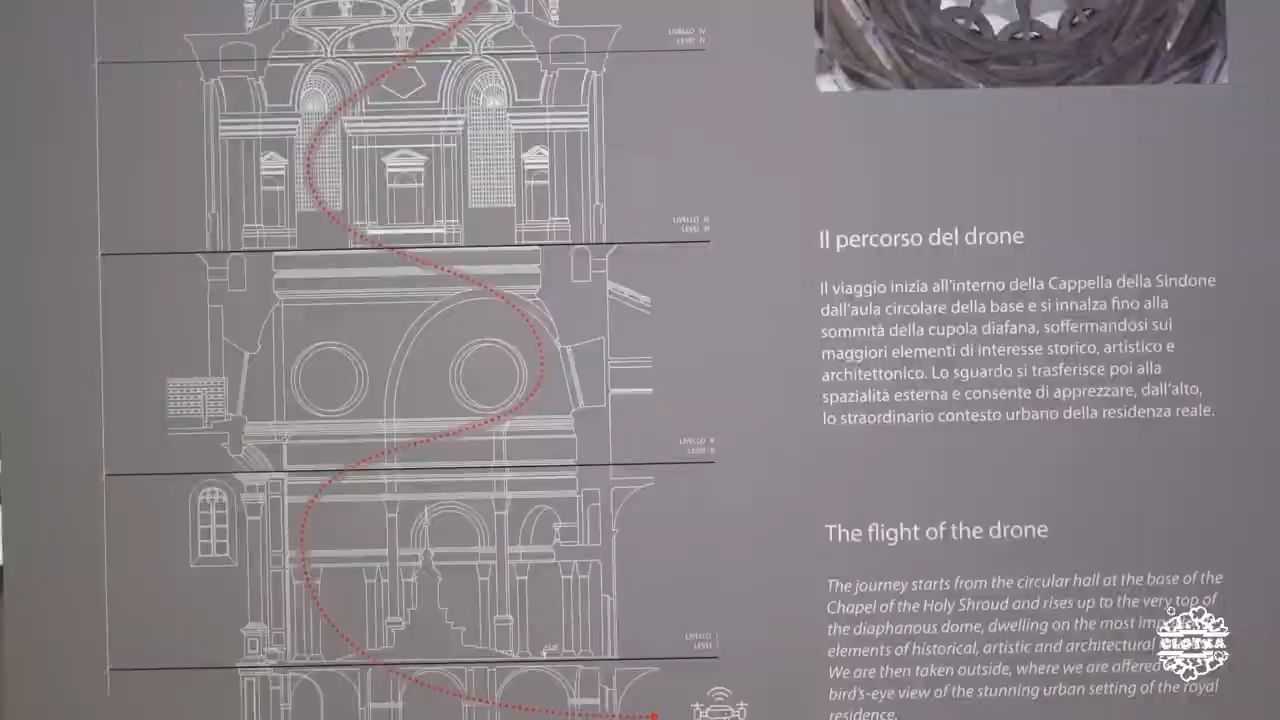 LIVELLO IV
LEVEL IV
LIVELLO III
LEVEL III
LIVELLO II
LEVEL II
LIVELLO I
LEVEL I
Il percorso del drone
Il viaggio inizia all'interno della Cappella della Sindone
dall'aula circolare della base e si innalza fino alla
sommità della cupola diafana, soffermandosi sui
maggiori elementi di interesse storico, artistico e
architettonico. Lo sguardo si trasferisce poi alla
spazialità esterna e consente di apprezzare, dall'alto,
lo straordinario contesto urbano della residenza reale.
The flight of the drone
The journey starts from the circular hall at the base of the
Chapel of the Holy Shroud and rises up to the very top of
the diaphanous dome, dwelling on the most
elements of historical, artistic and architectural
We are then taken outside, where we are offered
bird's-eye view of the stunning urban setting of the royal
residence.
CLOTXA